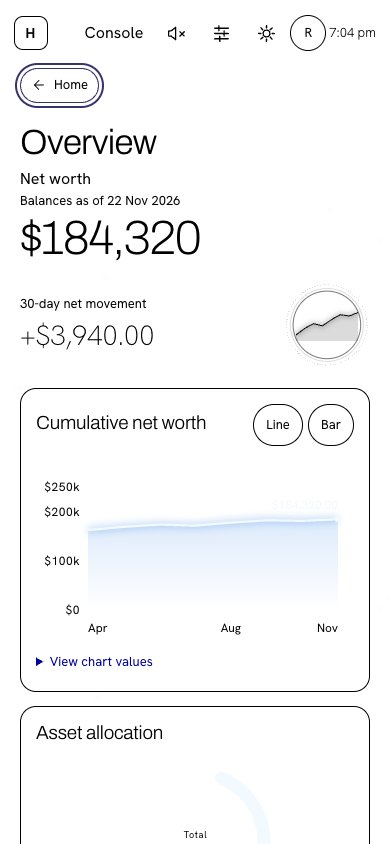 H
Console
R
7:04 pm
← Home
Overview
Net worth
Balances as of 22 Nov 2026
$184,320
30-day net movement
+$3,940.00
Cumulative net worth
Line
Bar
$250k
$200k
$100k
$0
Apr
Aug
Nov
▶ View chart values
Asset allocation
Total